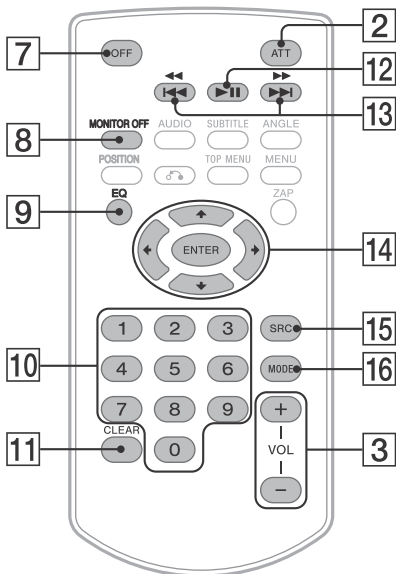 7
OFF
ATT
2
12
13
8
MONITOR OFF
AUDIO
SUBTITLE
ANGLE
POSITION
TOP MENU
MENU
9
EQ
ZAP
ENTER
14
10
1
2
3
SRC
15
4
5
6
MODE
16
7
8
9
+
11
CLEAR
0
VOL
3
−